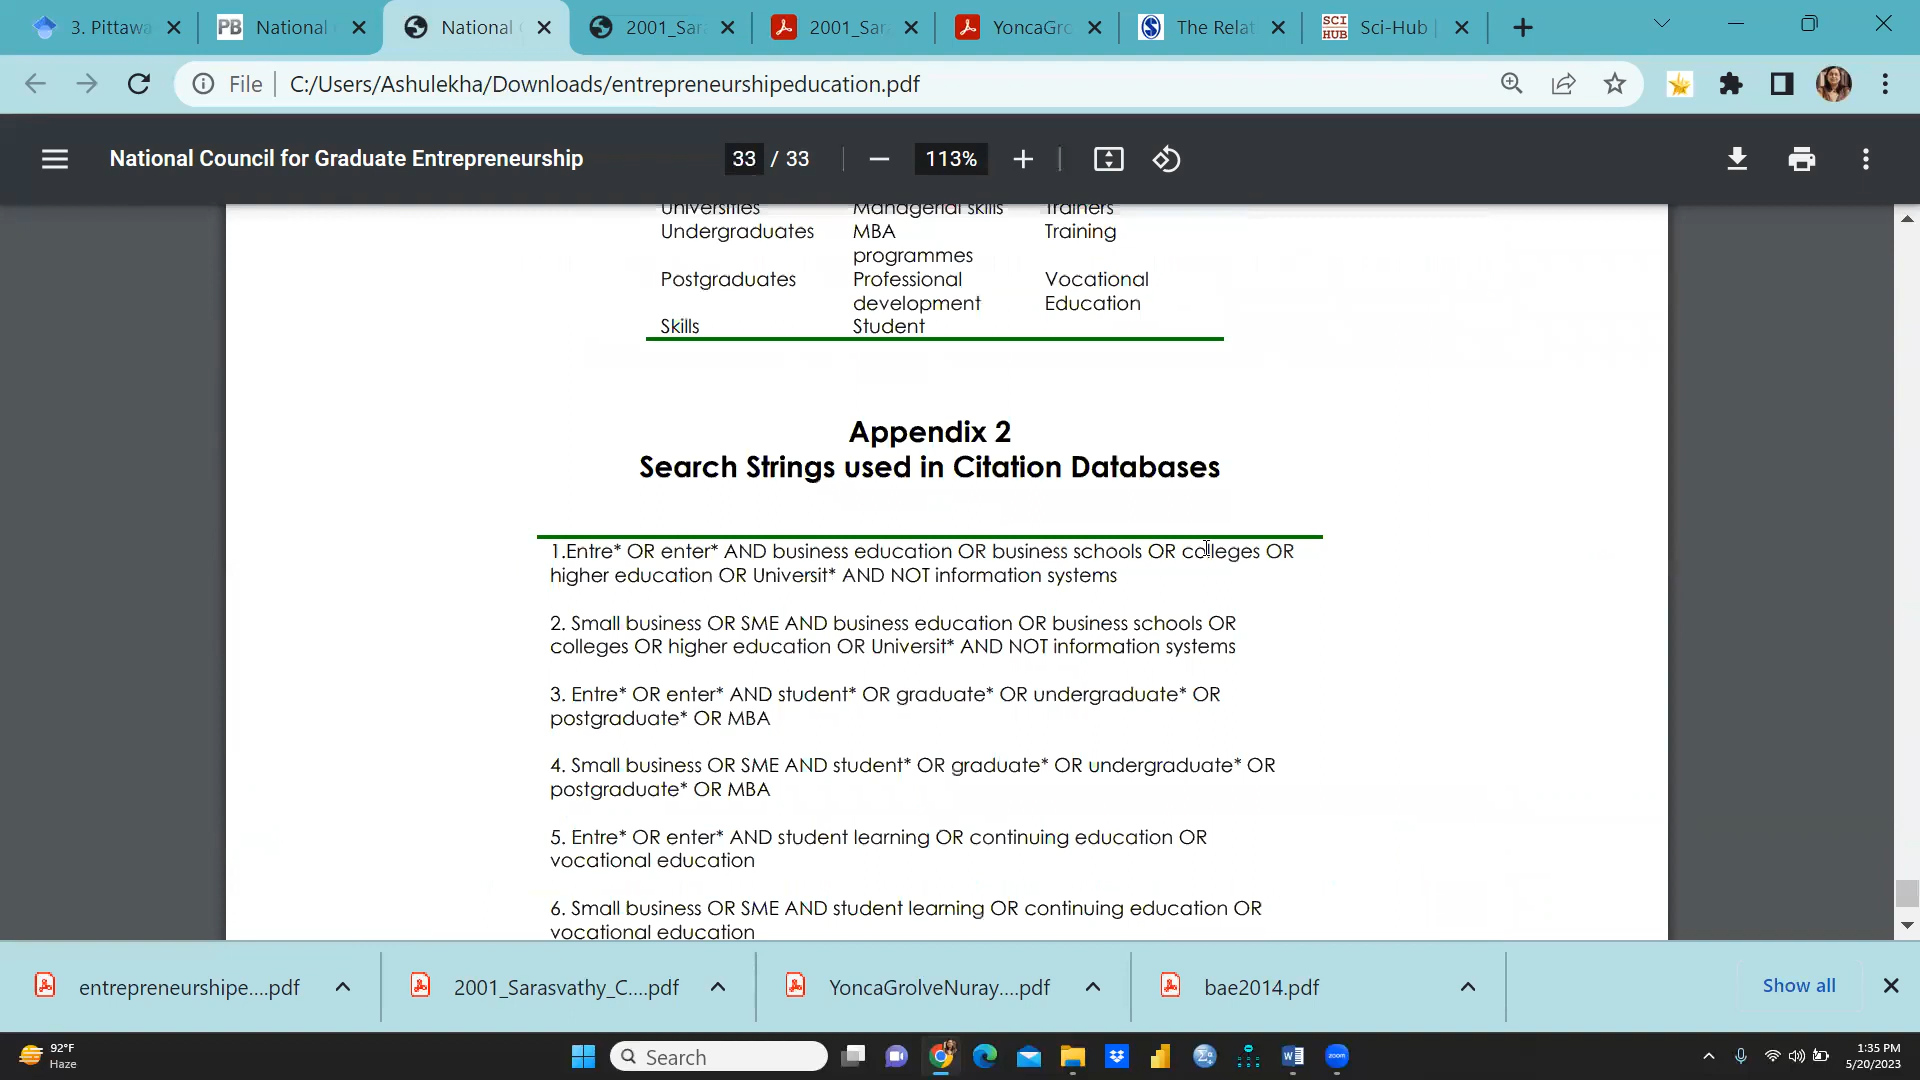 3. Pittawa
National
National
2001_Sar
2001_Sar
YoncaGro
The Relat
SCI HUB
Sci-Hub
File
C:/Users/Ashulekha/Downloads/entrepreneurshipeducation.pdf
National Council for Graduate Entrepreneurship
33 / 33
113%
Universities Managerial skills Trainers
Undergraduates MBA Training
programmes
Postgraduates Professional Vocational
development Education
Skills Student
Appendix 2
Search Strings used in Citation Databases
1.Entre* OR enter* AND business education OR business schools OR colleges OR
higher education OR Universit* AND NOT information systems
2. Small business OR SME AND business education OR business schools OR
colleges OR higher education OR Universit* AND NOT information systems
3. Entre* OR enter* AND student* OR graduate* OR undergraduate* OR
postgraduate* OR MBA
4. Small business OR SME AND student* OR graduate* OR undergraduate* OR
postgraduate* OR MBA
5. Entre* OR enter* AND student learning OR continuing education OR
vocational education
6. Small business OR SME AND student learning OR continuing education OR
vocational education
entrepreneurshipe....pdf
2001_Sarasvathy_C....pdf
YoncaGrolveNuray....pdf
bae2014.pdf
Show all
92°F
Haze
Search
zoom
1:35 PM
5/20/2023